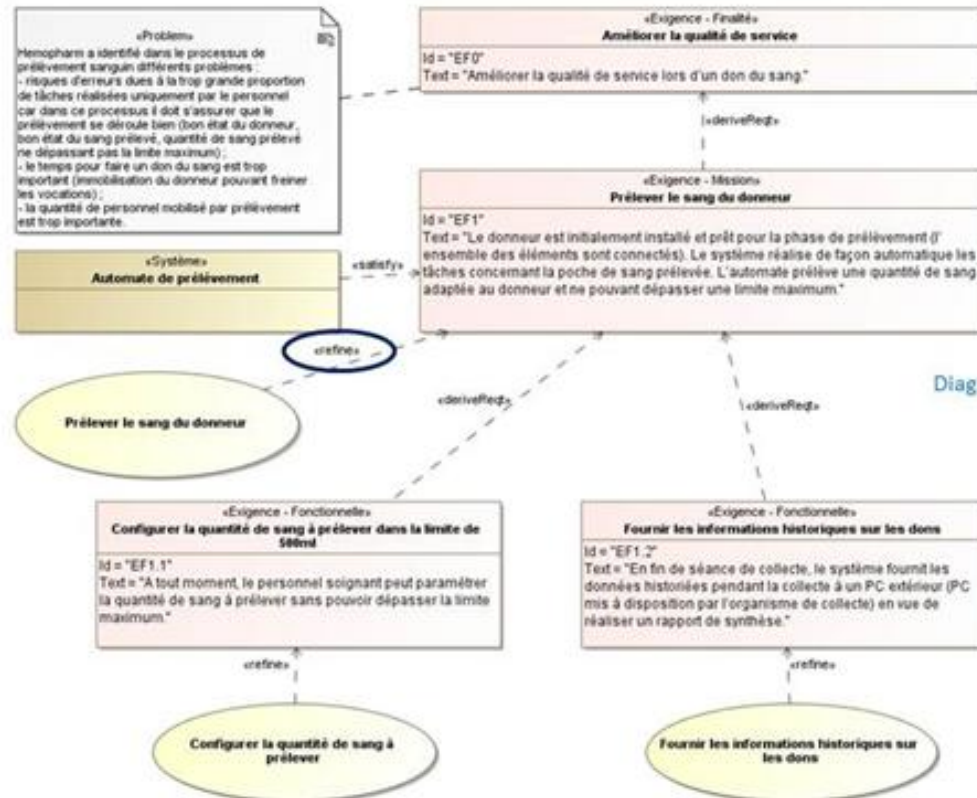 «Problem»
Hemopharm a identifié dans le processus de
prélèvement sanguin différents problèmes :
- risques d'erreurs dues à la trop grande proportion
de tâches réalisées uniquement par le personnel
car dans ce processus il doit s'assurer que le
prélèvement se déroule bien (bon état du donneur,
bon état du sang prélevé, quantité de sang prélevé
ne dépassant pas la limite maximum) ;
- le temps pour faire un don du sang est trop
important (immobilisation du donneur pouvant freiner
les vocations) ;
- la quantité de personnel mobilisé par prélèvement
est trop importante.
«Exigence - Finalité»
Améliorer la qualité de service
Id = "EF0"
Text = "Améliorer la qualité de service lors d'un don du sang."
«deriveReqt»
«Exigence - Mission»
Prélever le sang du donneur
Id = "EF1"
Text = "Le donneur est initialement installé et prêt pour la phase de prélèvement (l'
ensemble des éléments sont connectés). Le système réalise de façon automatique les
tâches concernant la poche de sang prélevée. L'automate prélève une quantité de sang
adaptée au donneur et ne pouvant dépasser une limite maximum."
«Système»
Automate de prélèvement
«satisfy»
«refine»
Prélever le sang du donneur
«deriveReqt»
«deriveReqt»
Diag
«Exigence - Fonctionnelle»
Configurer la quantité de sang à prélever dans la limite de
500ml
Id = "EF1.1"
Text = "A tout moment, le personnel soignant peut paramétrer
la quantité de sang à prélever sans pouvoir dépasser la limite
maximum."
«Exigence - Fonctionnelle»
Fournir les informations historiques sur les dons
Id = "EF1.2"
Text = "En fin de séance de collecte, le système fournit les
données historiées pendant la collecte à un PC extérieur (PC
mis à disposition par l'organisme de collecte) en vue de
réaliser un rapport de synthèse."
«refine»
«refine»
Configurer la quantité de sang à
prélever
Fournir les informations historiques sur
les dons